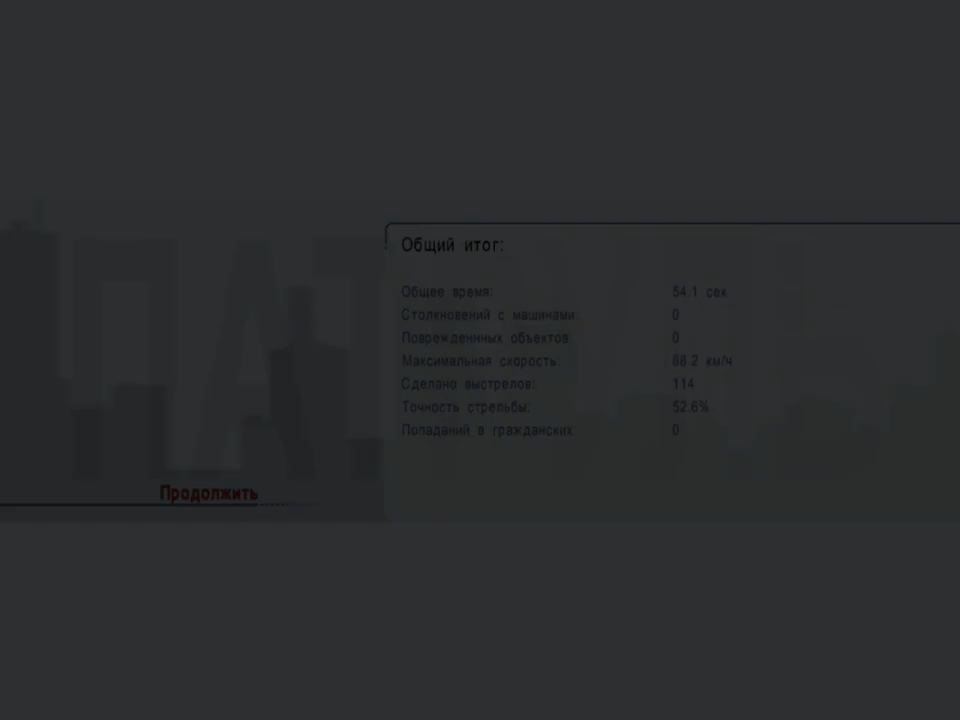 Общий итог:
Общее время: 54.1 сек
Столкновений с машинами: 0
Поврежденнных объектов: 0
Максимальная скорость: 88.2 км/ч
Сделано выстрелов: 114
Точность стрельбы: 52.6%
Попаданий в гражданских: 0
Продолжить